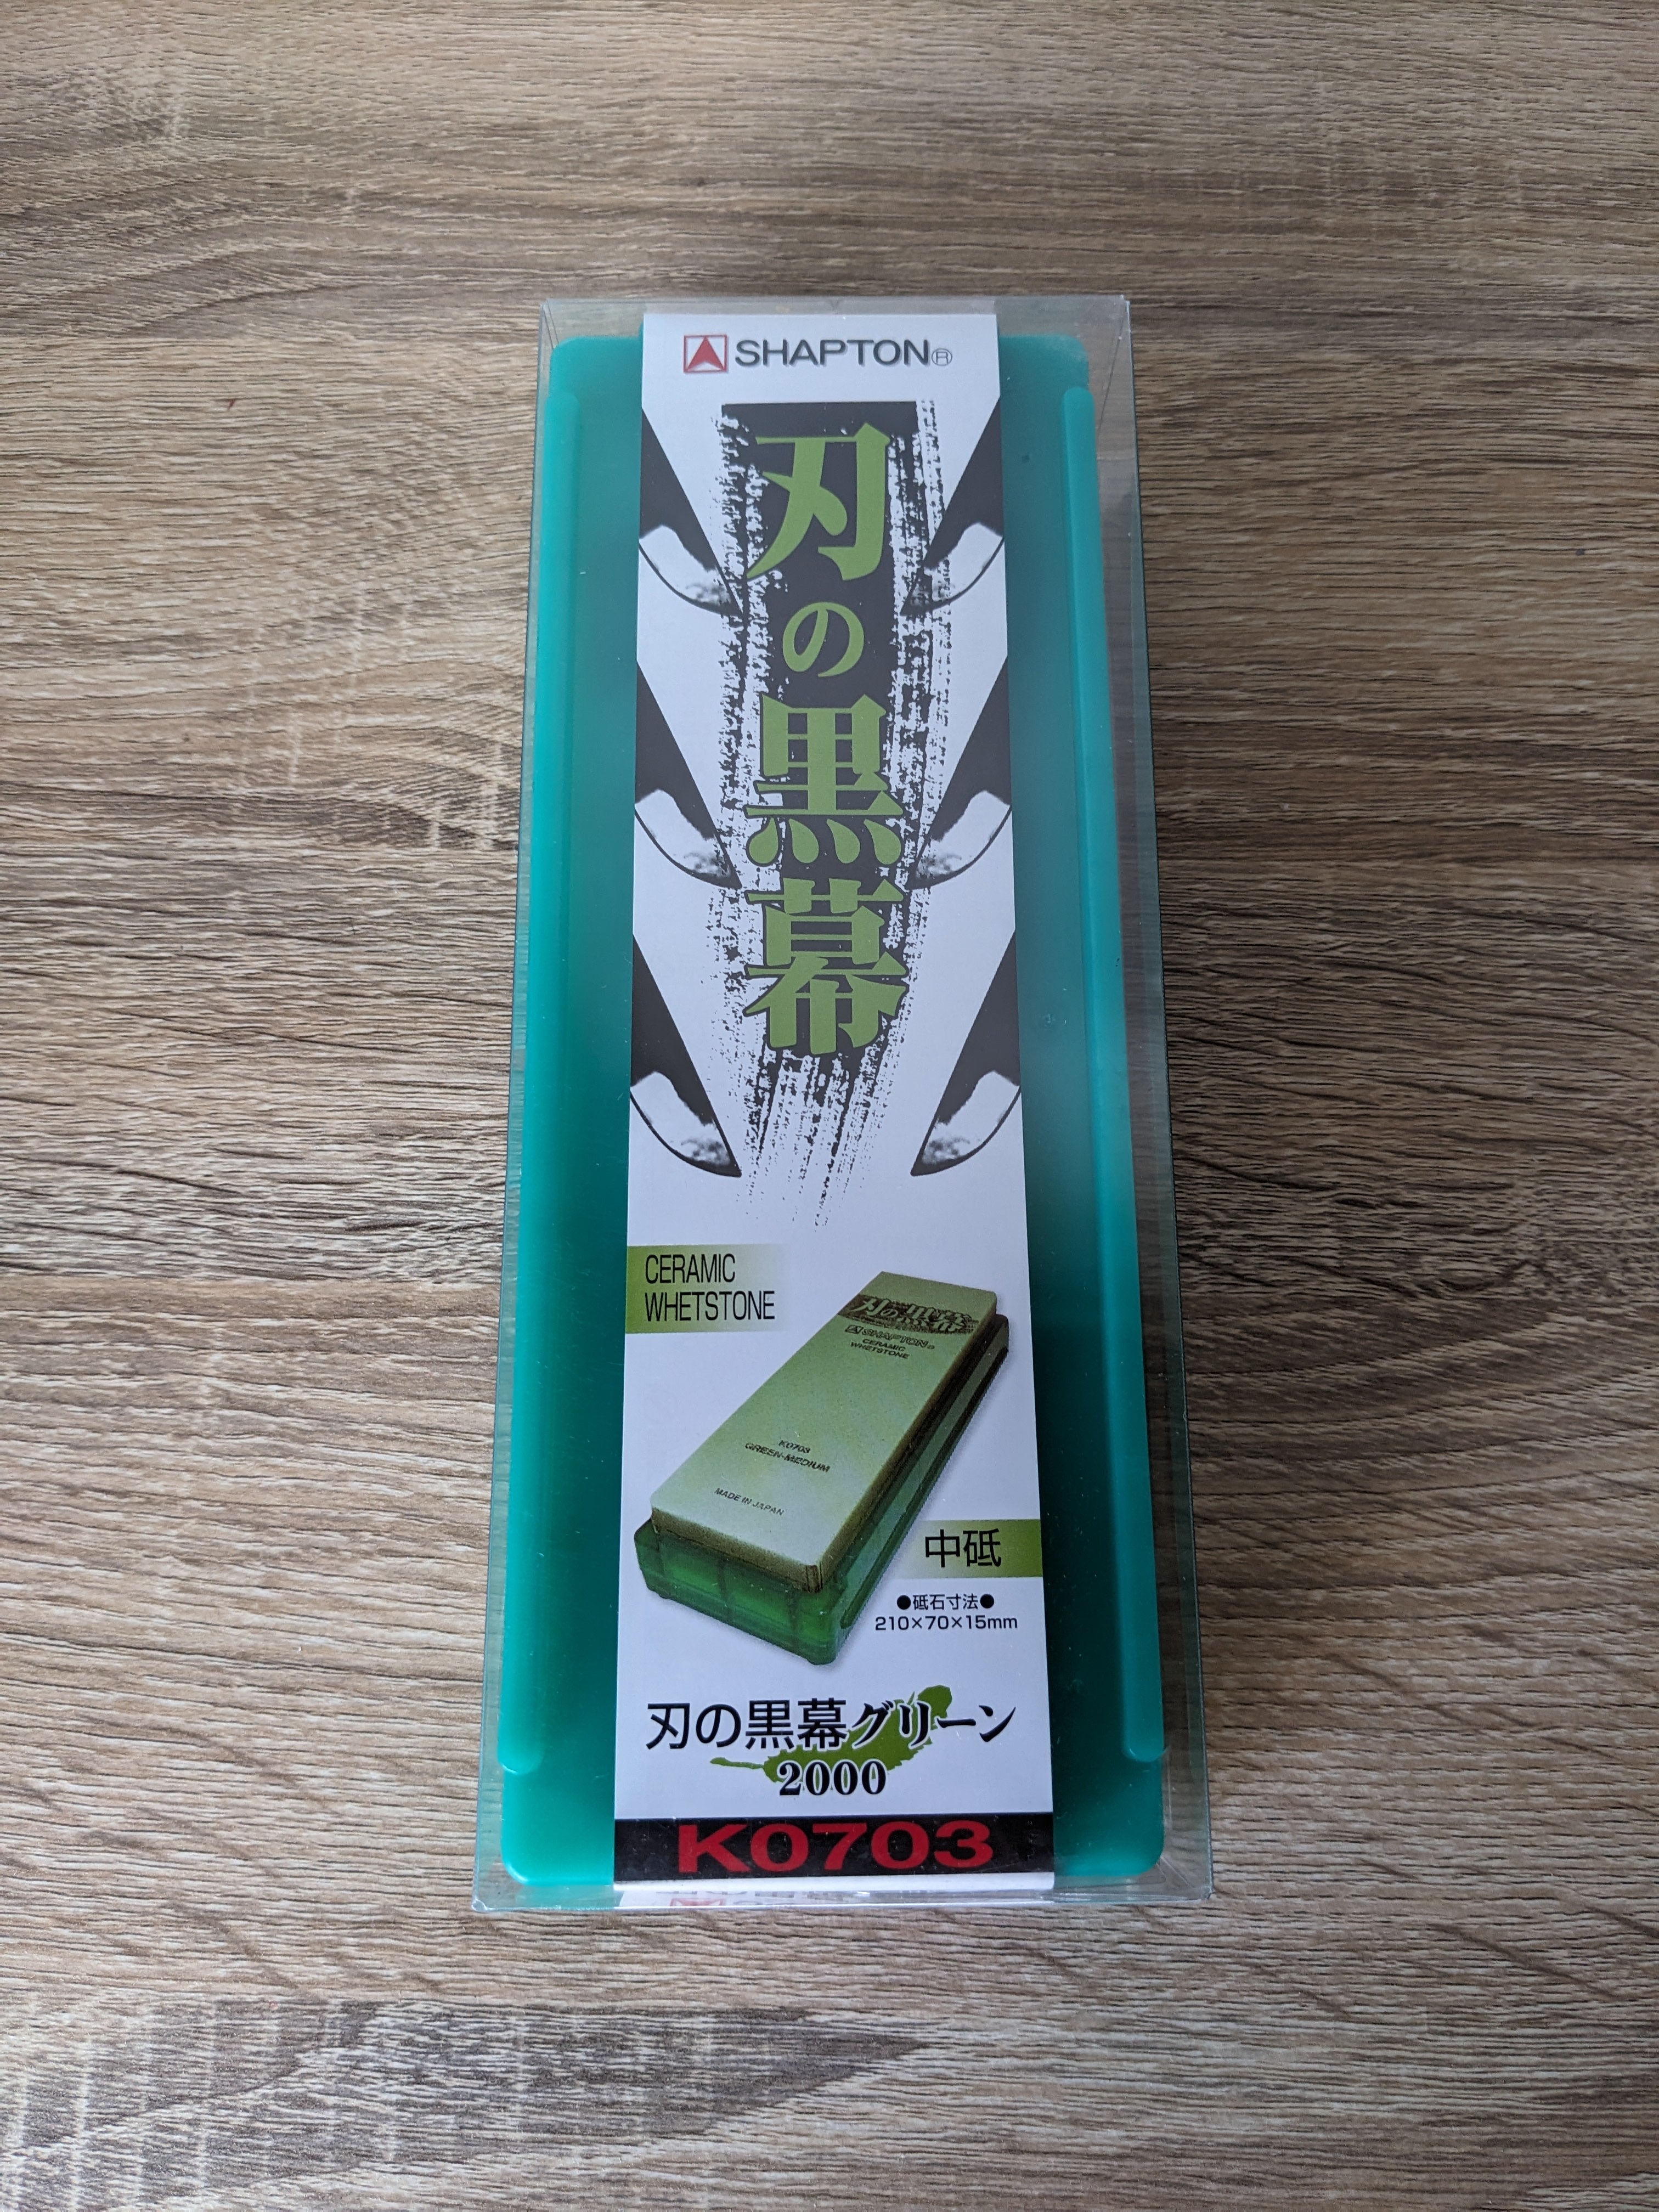 SHAPTON®
刃の黒幕
CERAMIC
WHETSTONE
刃の黒幕
SHAPTON
CERAMIC
WHETSTONE
K0703
GREEN-MEDIUM
MADE IN JAPAN
中砥
●砥石寸法●
210×70×15mm
刃の黒幕グリーン
2000
K0703